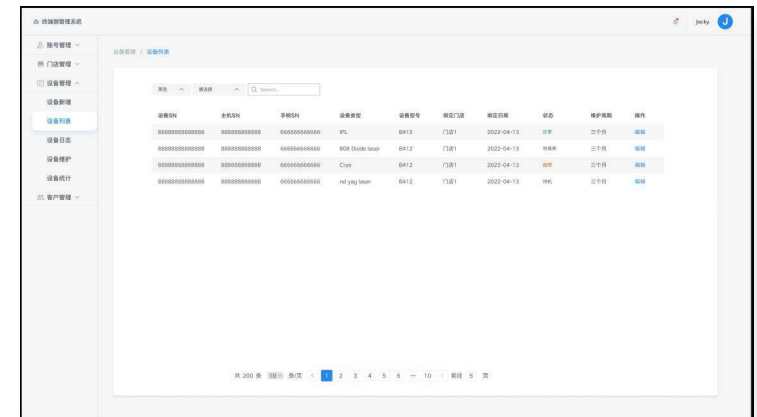 终端侧管理系统
Jacky J
账号管理
门店管理
设备管理
设备新增
设备列表
设备日志
设备维护
设备统计
客户管理
设备管理 / 设备列表
筛选 请选择 Search...
设备SN 主机SN 手柄SN 设备类型 设备型号 绑定门店 绑定日期 状态 维护周期 操作
88888888888888 888888888888 666666666666 IPL B412 门店1 2022-04-13 正常 三个月 编辑
88888888888888 888888888888 666666666666 808 Diode laser B412 门店1 2022-04-13 三个月 编辑
88888888888888 888888888888 666666666666 Cryo B412 门店1 2022-04-13 三个月 编辑
88888888888888 888888888888 666666666666 nd yag laser B412 门店1 2022-04-13 待机 三个月 编辑
共 200 条 10 条/页 < 1 2 3 4 5 6 — 10 > 前往 5 页